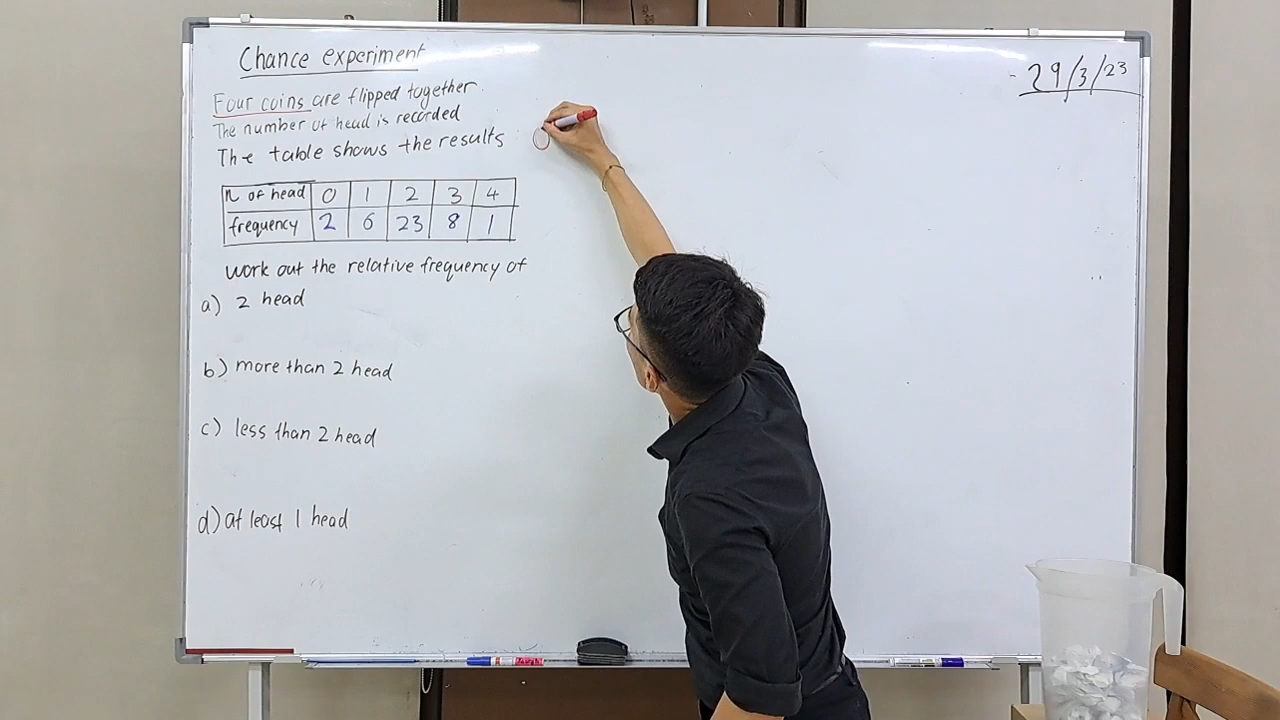 Chance experiment
29/3/23
Four coins are flipped together.
The number of head is recorded
The table shows the results
n of head 0 1 2 3 4
frequency 2 6 23 8 1
work out the relative frequency of
a) 2 head
b) more than 2 head
c) less than 2 head
d) at least 1 head